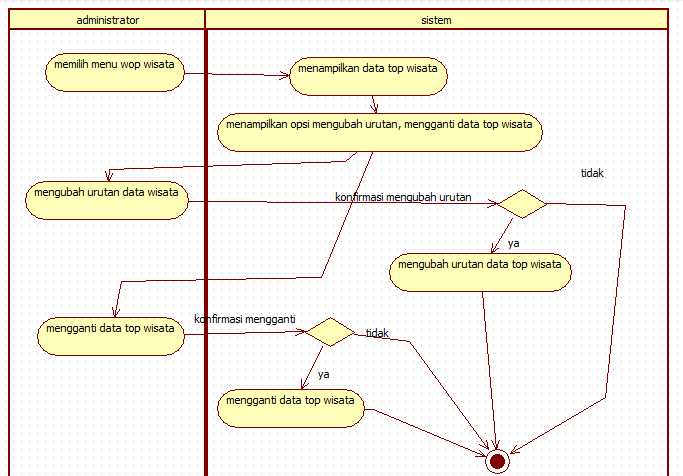 administrator
sistem
memilih menu wop wisata
menampilkan data top wisata
menampilkan opsi mengubah urutan, mengganti data top wisata
tidak
mengubah urutan data wisata
konfirmasi mengubah urutan
ya
mengubah urutan data top wisata
konfirmasi mengganti
mengganti data top wisata
tidak
ya
mengganti data top wisata